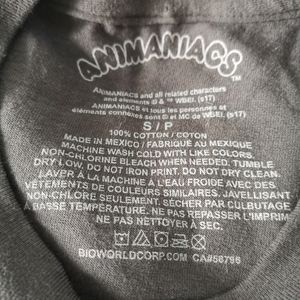 ANIMANIACS™
ANIMANIACS and all related characters
and elements © & ™ WBEI. (s17)
ANIMANIACS et tous les personnes et
éléments connexes sont © et MC de WBEI. (s17)
S / P
100% COTTON / COTON
MADE IN MEXICO / FABRIQUÉ AU MEXIQUE
MACHINE WASH COLD WITH LIKE COLORS.
NON-CHLORINE BLEACH WHEN NEEDED. TUMBLE
DRY LOW. DO NOT IRON PRINT. DO NOT DRY CLEAN.
LAVER À LA MACHINE À L'EAU FROIDE AVEC DES
VÊTEMENTS DE COULEURS SIMILAIRES. JAVELLISANT
NON-CHLORE SEULEMENT. SÉCHER PAR CULBUTAGE
À BASSE TEMPÉRATURE. NE PAS REPASSER L'IMPRIM
NE PAS NETTOYER À SEC.
BIOWORLDCORP.COM CA#56796